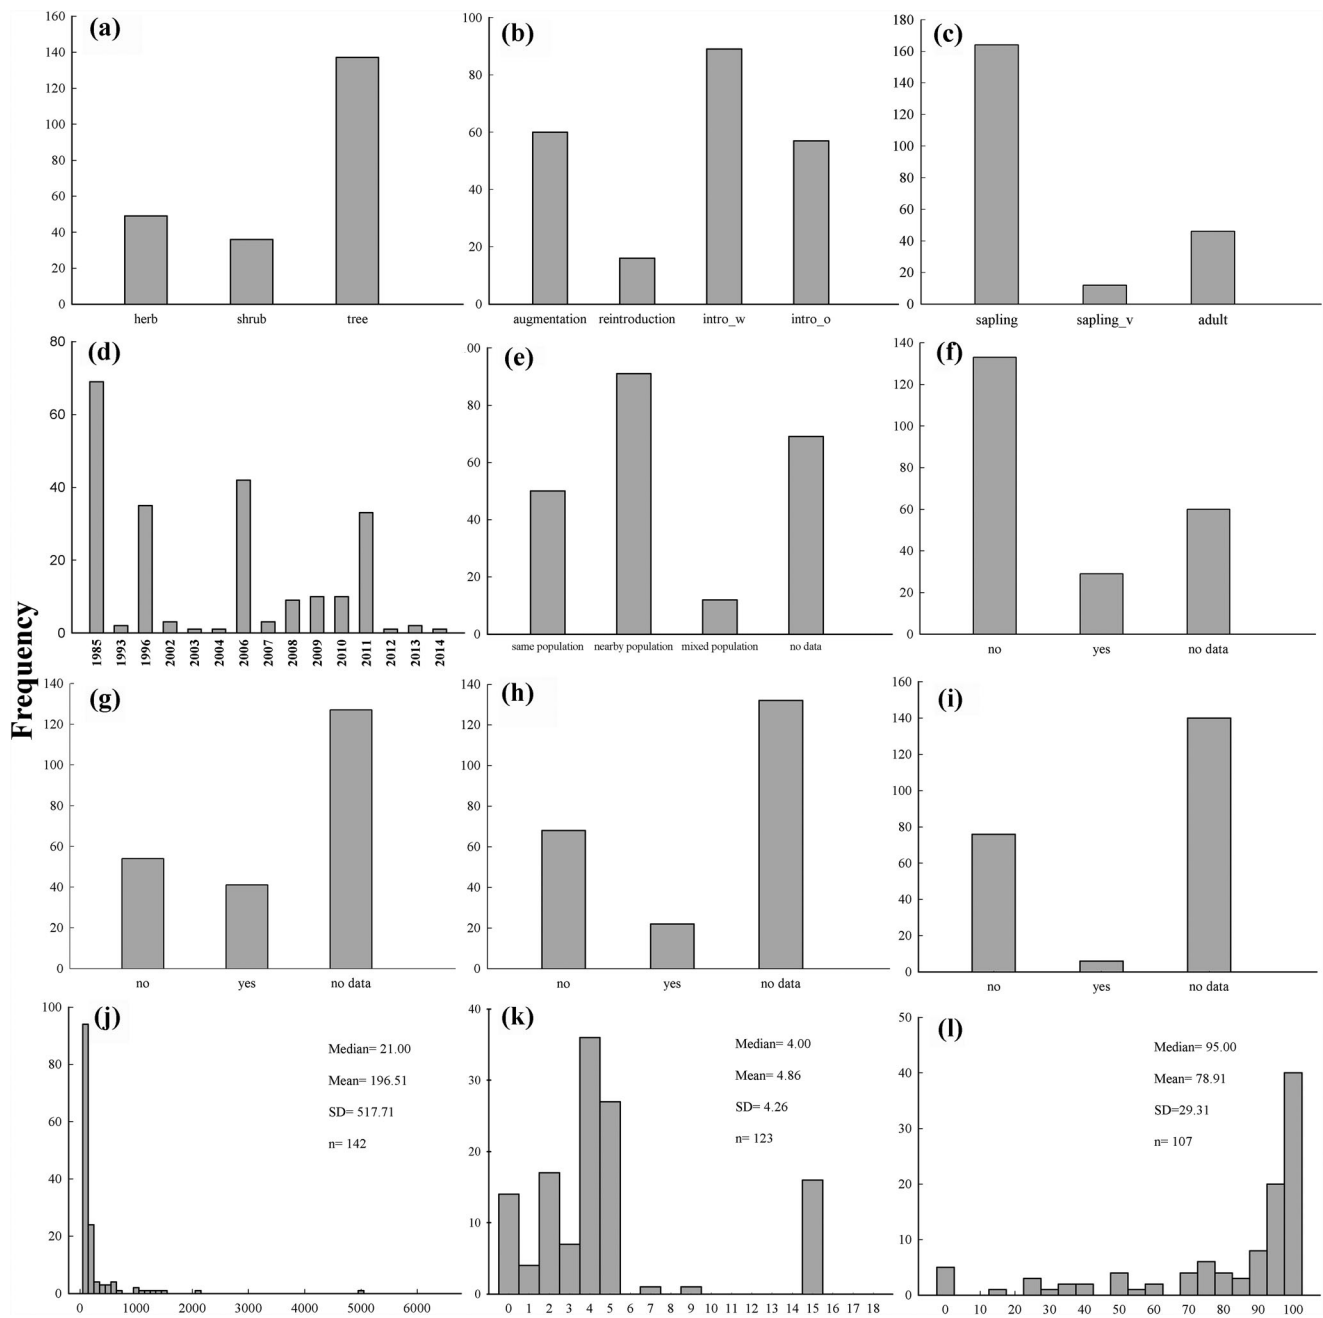 Frequency
(a)
160
140
120
100
80
60
40
20
0
herb shrub tree
(b)
100
80
60
40
20
0
augmentation reintroduction intro_w intro_o
(c)
180
160
140
120
100
80
60
40
20
0
sapling sapling_v adult
(d)
80
60
40
20
0
1985 1993 1996 2002 2003 2004 2006 2007 2008 2009 2010 2011 2012 2013 2014
(e)
00
80
60
40
20
0
same population nearby population mixed population no data
(f)
140
120
100
80
60
40
20
0
no yes no data
(g)
140
120
100
80
60
40
20
0
no yes no data
(h)
140
120
100
80
60
40
20
0
no yes no data
(i)
160
140
120
100
80
60
40
20
0
no yes no data
(j)
100
80
60
40
20
0
Median= 21.00
Mean= 196.51
SD= 517.71
n= 142
0 1000 2000 3000 4000 5000 6000
(k)
40
30
20
10
0
Median= 4.00
Mean= 4.86
SD= 4.26
n= 123
0 1 2 3 4 5 6 7 8 9 10 11 12 13 14 15 16 17 18
(l)
50
40
30
20
10
0
Median= 95.00
Mean= 78.91
SD=29.31
n= 107
0 10 20 30 40 50 60 70 80 90 100